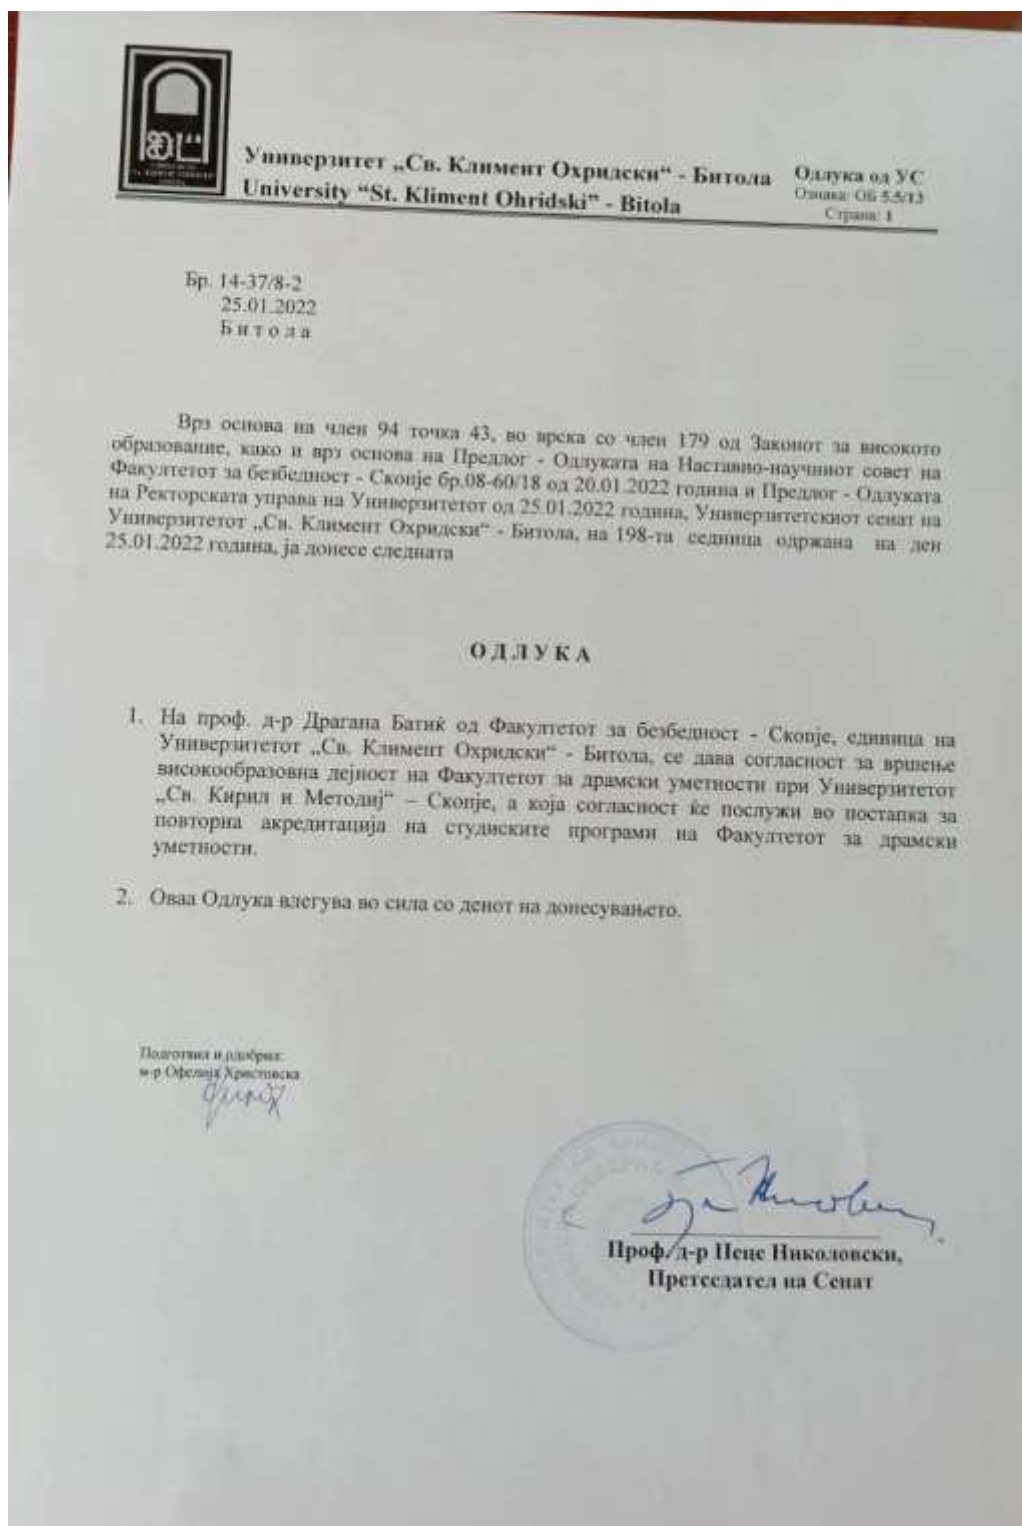 Универзитет „Св. Климент Охридски“ - Битола
University “St. Kliment Ohridski” - Bitola
Одлука од УС
Ознака: ОБ 5.5/13
Страна: 1
Бр. 14-37/8-2
25.01.2022
Б и т о л а
Врз основа на член 94 точка 43, во врска со член 179 од Законот за високото
образование, како и врз основа на Предлог - Одлуката на Наставно-научниот совет на
Факултетот за безбедност - Скопје бр.08-60/18 од 20.01.2022 година и Предлог - Одлуката
на Ректорската управа на Универзитетот од 25.01.2022 година, Универзитетскиот сенат на
Универзитетот „Св. Климент Охридски“ - Битола, на 198-та седница одржана на ден
25.01.2022 година, ја донесе следната
О Д Л У К А
1. На проф. д-р Драгана Батиќ од Факултетот за безбедност - Скопје, единица на
Универзитетот „Св. Климент Охридски“ - Битола, се дава согласност за вршење
високообразовна дејност на Факултетот за драмски уметности при Универзитетот
„Св. Кирил и Методиј“ – Скопје, а која согласност ќе послужи во постапка за
повторна акредитација на студиските програми на Факултетот за драмски
уметности.
2. Оваа Одлука влегува во сила со денот на донесувањето.
Подготвил и одобрил:
м-р Офелија Христовска
Проф. д-р Пеце Николовски,
Претседател на Сенат